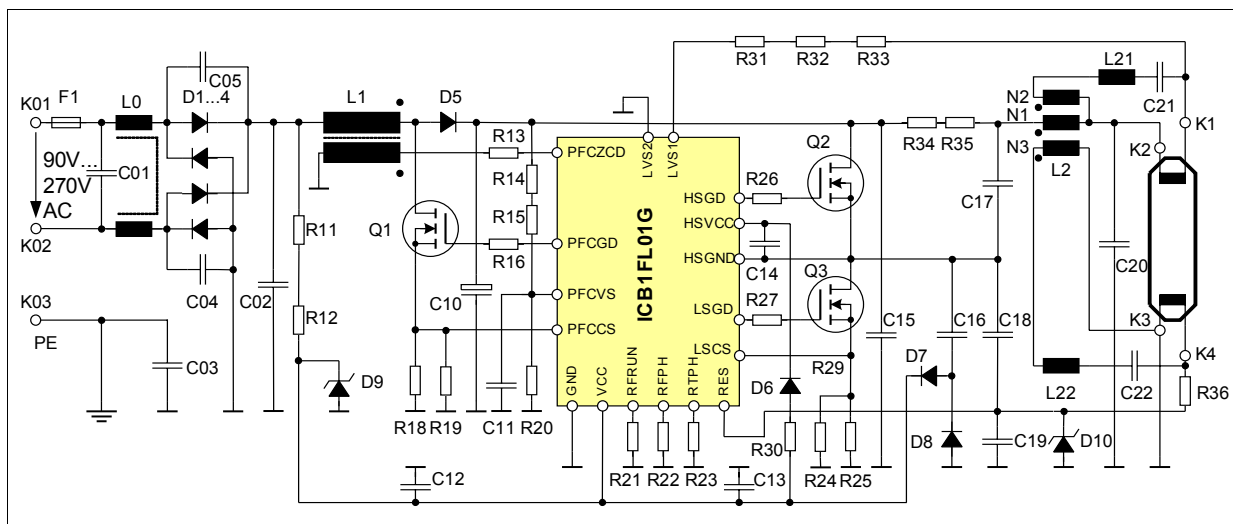 R31 R32 R33
L21
C21
C05
F1 L0 D1...4
K01
L1 D5
N2
N1
N3
K1
R13
PFCZCD
LVS2
LVS1
Q2
R34 R35
K2
L2
90V...
270V
AC
C01
R14
R26
HSGD
C17
K02
R11
Q1
R15
PFCGD
R16
ICB1FL01G
HSVCC
C14
HSGND
C20
Q3
C04
C02
K03
PE
R12
C10
PFCVS
PFCCS
R27
LSGD
C15
C16
C18
K3
LSCS
R29
D7
K4
C03
D9
GND
VCC
RFRUN
RFPH
RTPH
RES
D6
L22
C22
R36
R18
R19
C11
R20
R30
D8
C19
D10
C12
R21 R22 R23
C13
R24 R25